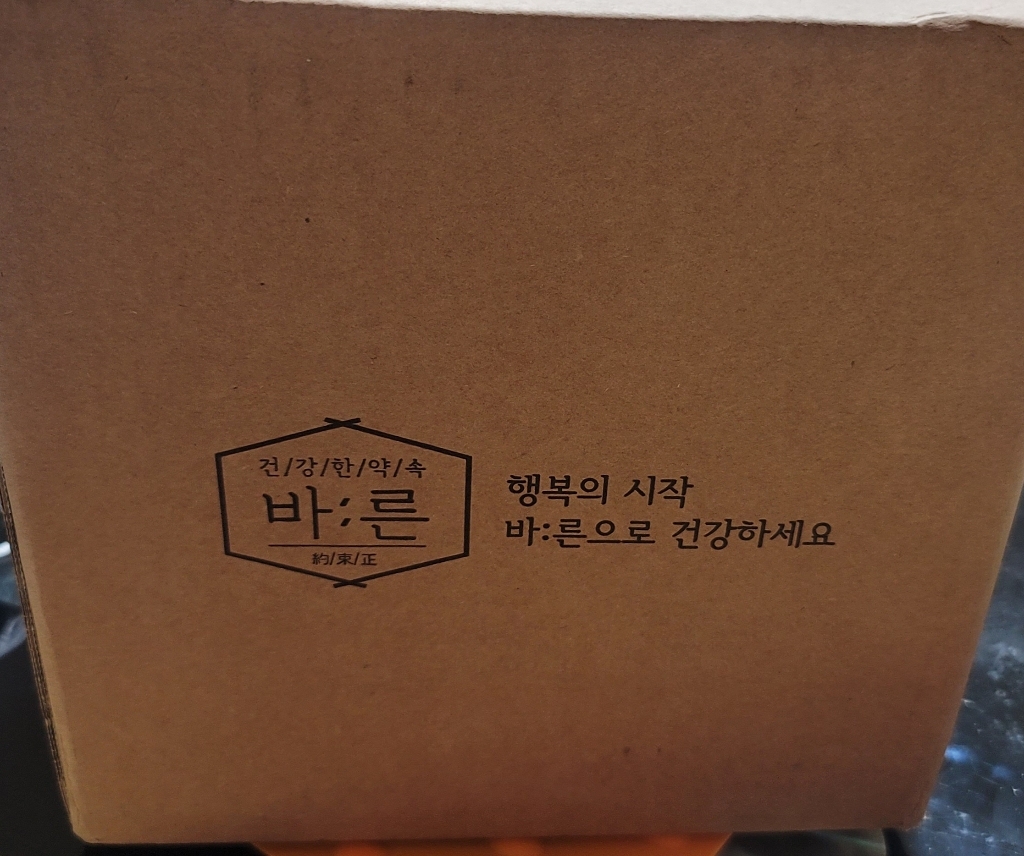 건/강/한/약/속
바;른
約/束/正
행복의 시작
바:른으로 건강하세요